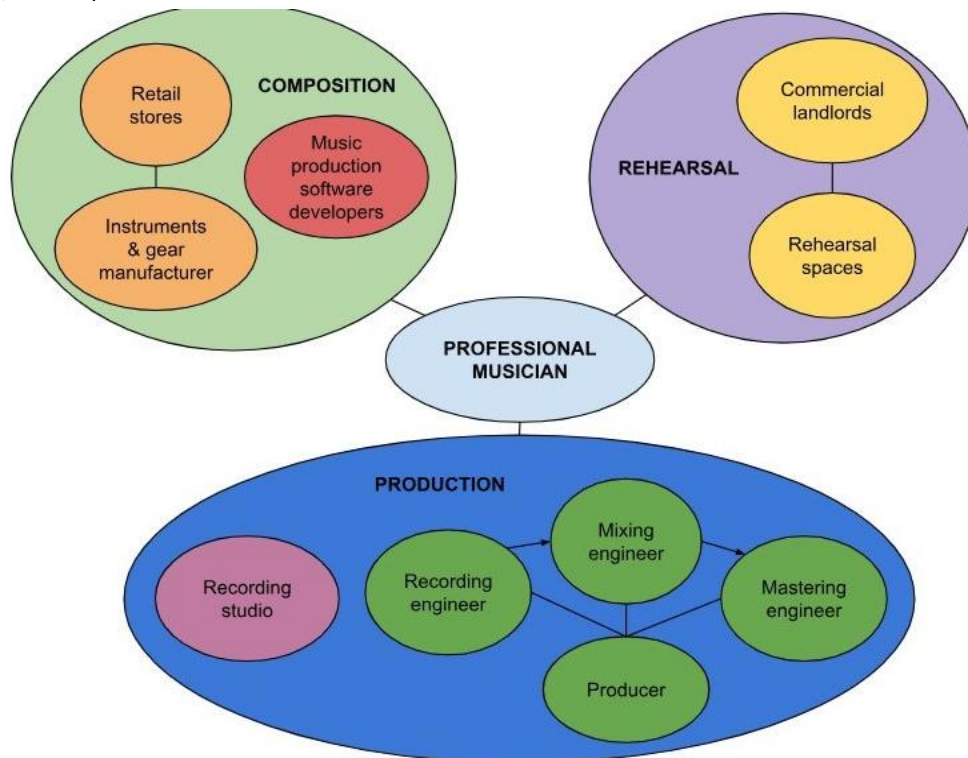 COMPOSITION
Retail
stores
Music
production
software
developers
Instruments
& gear
manufacturer
REHEARSAL
Commercial
landlords
Rehearsal
spaces
PROFESSIONAL
MUSICIAN
PRODUCTION
Recording
studio
Recording
engineer
Mixing
engineer
Mastering
engineer
Producer